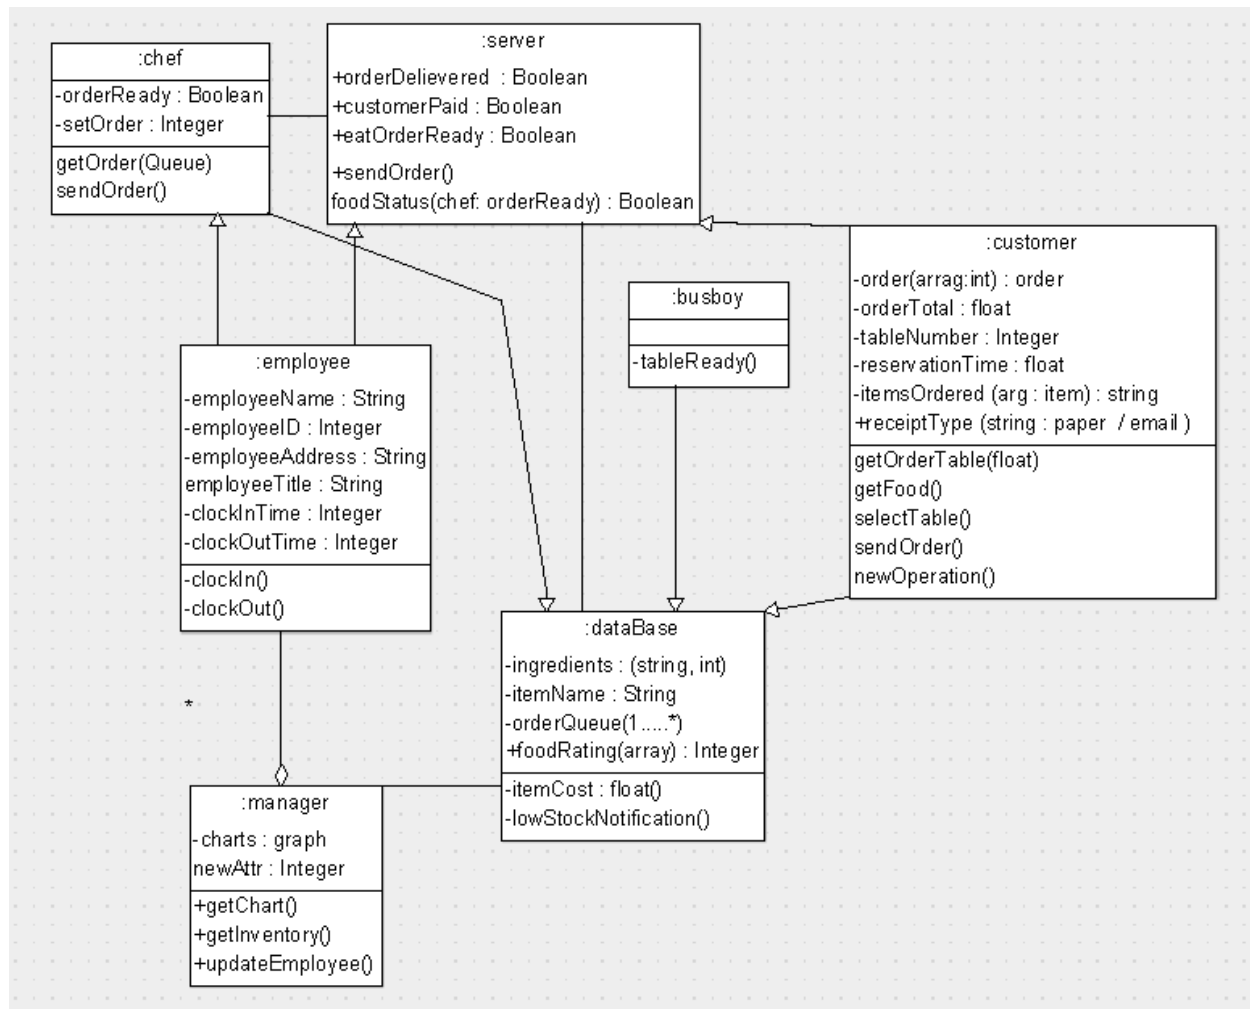 :chef
-orderReady : Boolean
-setOrder : Integer
getOrder(Queue)
sendOrder()
:server
+orderDelievered : Boolean
+customerPaid : Boolean
+eatOrderReady : Boolean
+sendOrder()
foodStatus(chef: orderReady) : Boolean
:customer
-order(arrag:int) : order
-orderTotal : float
-tableNumber : Integer
-reservationTime : float
-itemsOrdered (arg : item) : string
+receiptType (string : paper / email )
getOrderTable(float)
getFood()
selectTable()
sendOrder()
newOperation()
:busboy
-tableReady()
:employee
-employeeName : String
-employeeID : Integer
-employeeAddress : String
employeeTitle : String
-clockInTime : Integer
-clockOutTime : Integer
-clockIn()
-clockOut()
*
:dataBase
-ingredients : (string, int)
-itemName : String
-orderQueue(1.....*)
+foodRating(array) : Integer
-itemCost : float()
-lowStockNotification()
:manager
-charts : graph
newAttr : Integer
+getChart()
+getInventory()
+updateEmployee()